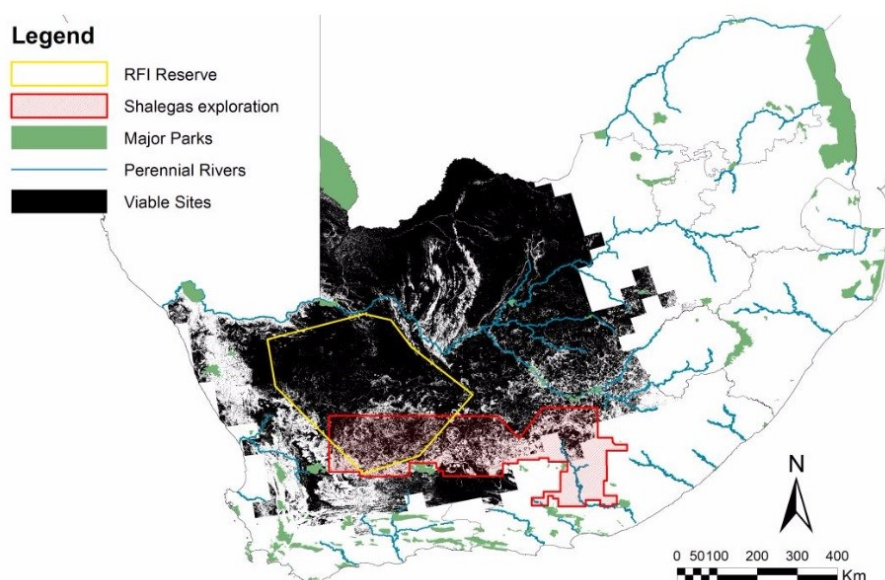 Legend
RFI Reserve
Shalegas exploration
Major Parks
Perennial Rivers
Viable Sites
N
0 50100 200 300 400
Km